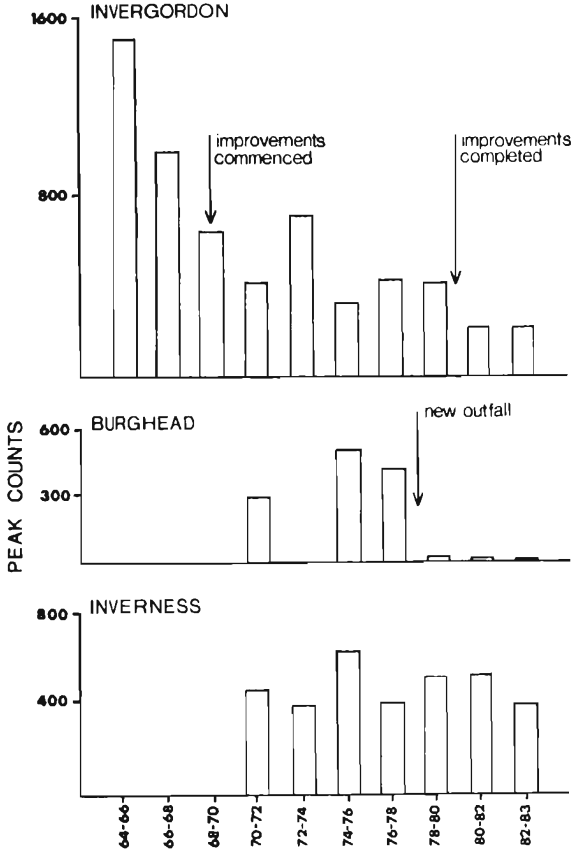 INVERGORDON
1600
800
improvements
commenced
improvements
completed
BURGHEAD
600
300
new outfall
PEAK COUNTS
INVERNESS
800
400
64-66
66-68
68-70
70-72
72-74
74-76
76-78
78-80
80-82
82-83